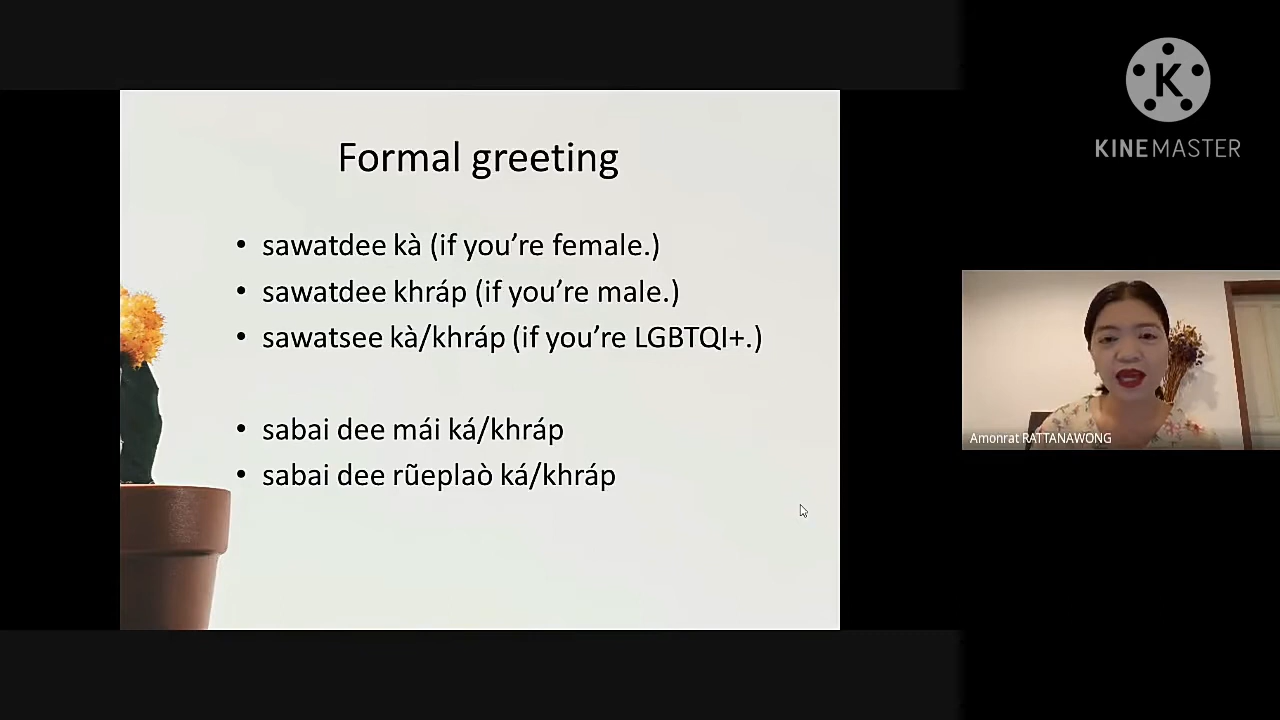 Formal greeting
• sawatdee kà (if you’re female.)
• sawatdee khráp (if you’re male.)
• sawatsee kà/khráp (if you’re LGBTQI+.)
• sabai dee mái ká/khráp
• sabai dee rũeplaò ká/khráp
K
KINEMASTER
Amonrat RATTANAWONG